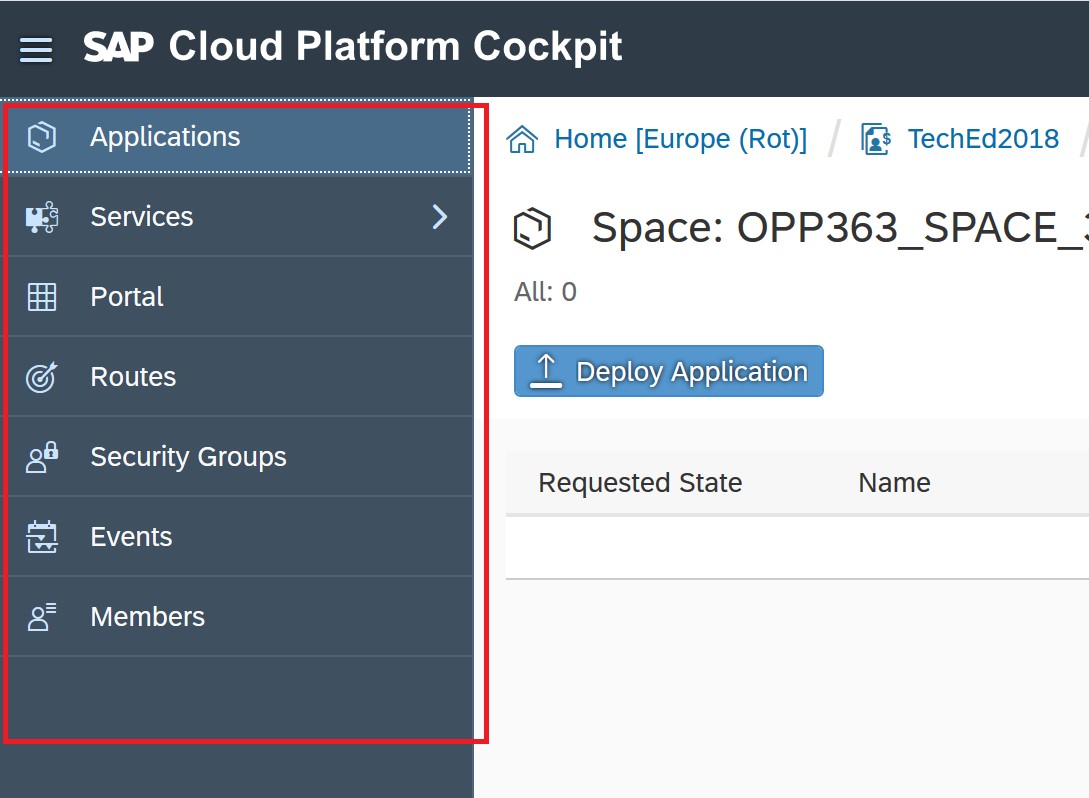 SAP Cloud Platform Cockpit
Applications
Services
Portal
Routes
Security Groups
Events
Members
Home [Europe (Rot)] / TechEd2018 /
Space: OPP363_SPACE_
All: 0
Deploy Application
Requested State Name